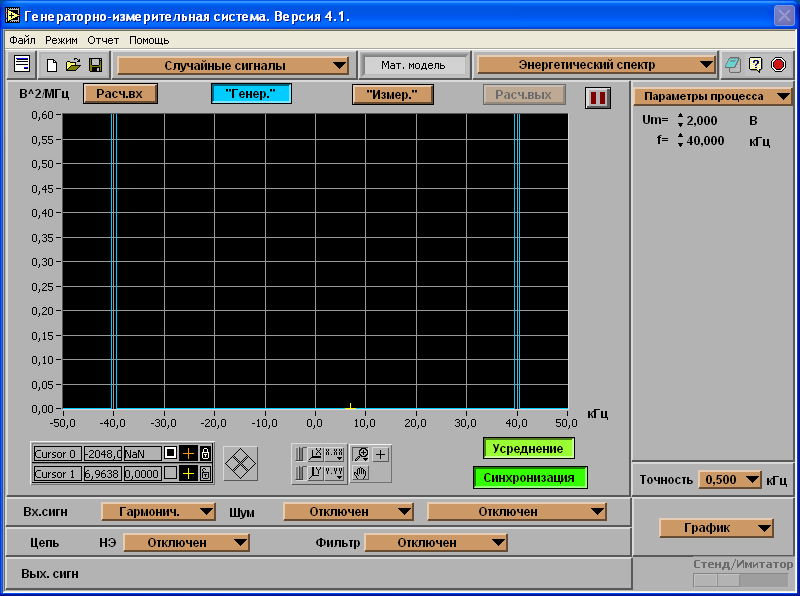 Генераторно-измерительная система. Версия 4.1.
Файл Режим Отчет Помощь
Случайные сигналы Мат. модель Энергетический спектр
В^2/МГц Расч.вх "Генер." "Измер." Расч.вых Параметры процесса
Um= 2,000 В
f= 40,000 кГц
0,60
0,55
0,50
0,45
0,40
0,35
0,30
0,25
0,20
0,15
0,10
0,05
0,00
-50,0 -40,0 -30,0 -20,0 -10,0 0,0 10,0 20,0 30,0 40,0 50,0 кГц
Cursor 0 -2048,0 NaN X.XX
Cursor 1 6,9638 0,0000 Y.YY
Усреднение
Синхронизация
Точность 0,500 кГц
Вх.сигн Гармонич. Шум Отключен Отключен
График
Цепь НЭ Отключен Фильтр Отключен
Вых. сигн
Стенд/Имитатор